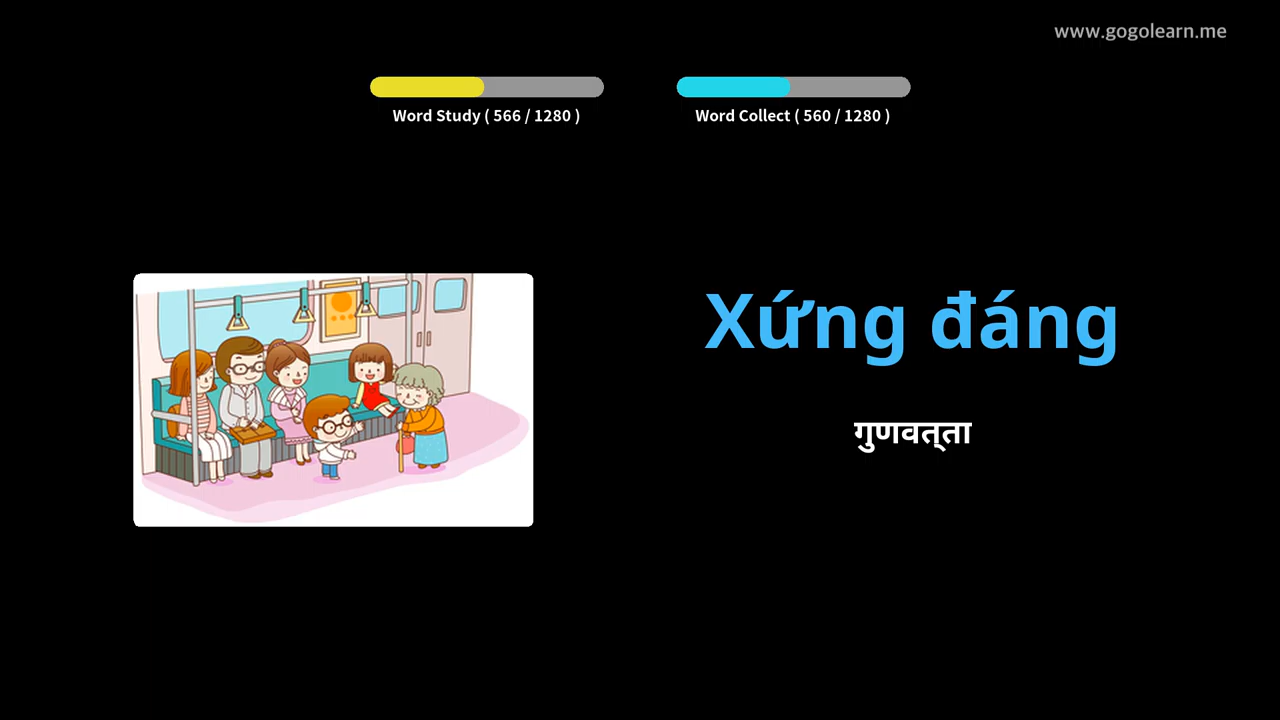 www.gogolearn.me
Word Study ( 566 / 1280 )
Word Collect ( 560 / 1280 )
Xứng đáng
गुणवत्ता